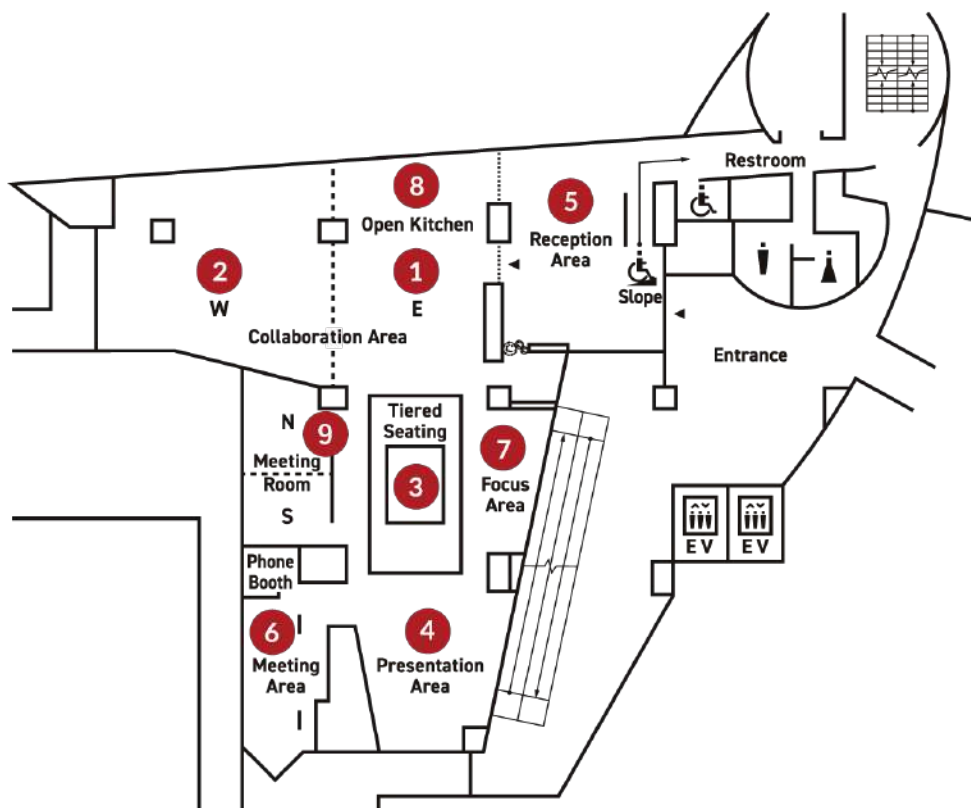 Restroom
8
Open Kitchen
5
Reception
Area
2
W
1
E
Slope
Collaboration Area
Entrance
N
9
Meeting
Room
S
Tiered
Seating
3
7
Focus
Area
EV
EV
Phone
Booth
6
Meeting
Area
4
Presentation
Area